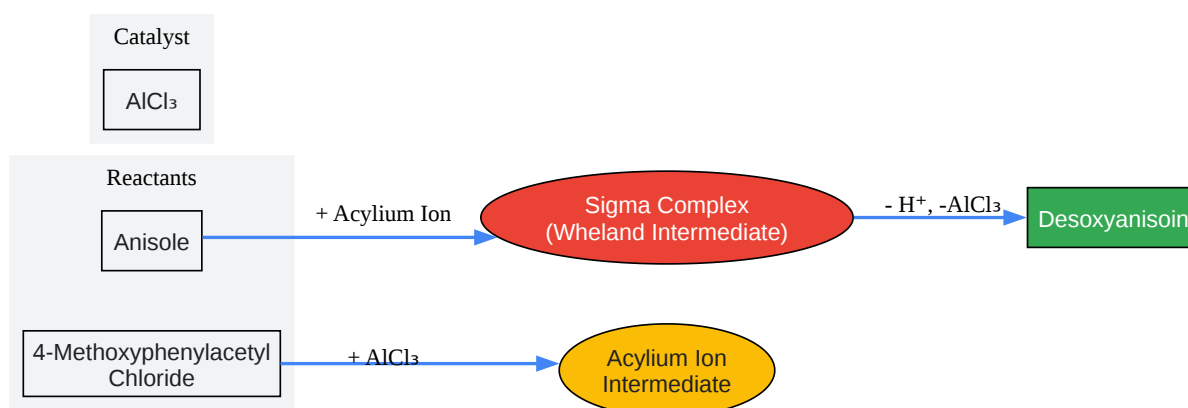 Catalyst
AlCl₃
Reactants
Anisole
+ Acylium Ion
Sigma Complex
(Wheland Intermediate)
- H⁺, -AlCl₃
Desoxyanisoin
4-Methoxyphenylacetyl
Chloride
+ AlCl₃
Acylium Ion
Intermediate